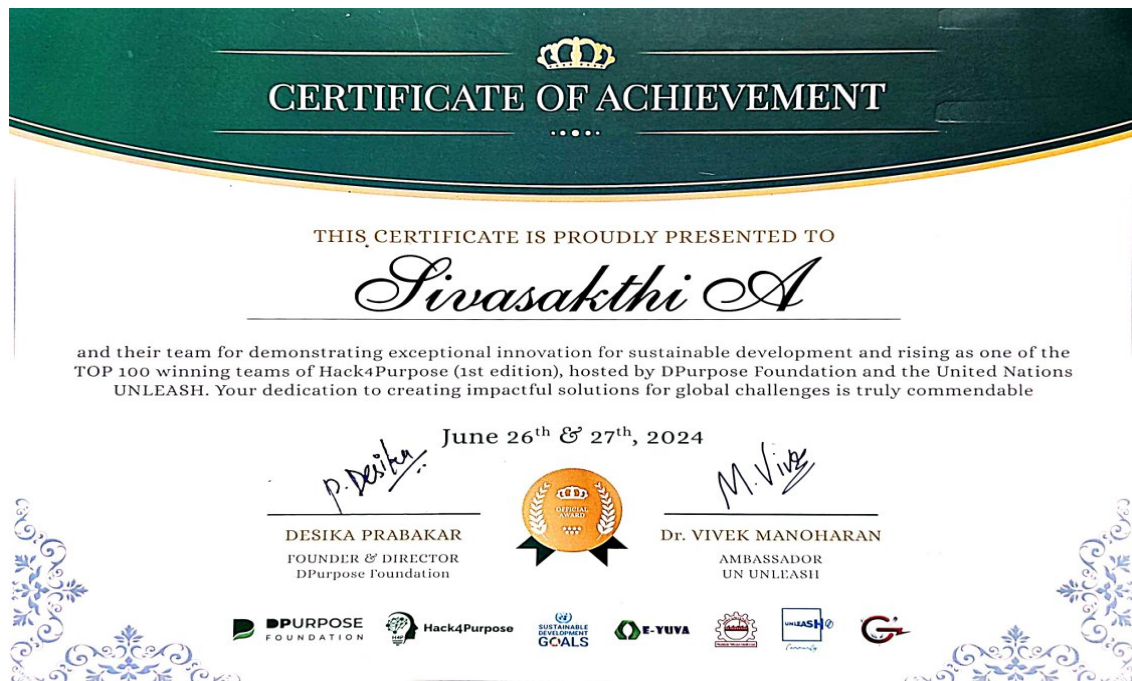 CERTIFICATE OF ACHIEVEMENT
THIS CERTIFICATE IS PROUDLY PRESENTED TO
Sivasakthi A
and their team for demonstrating exceptional innovation for sustainable development and rising as one of the
TOP 100 winning teams of Hack4Purpose (1st edition), hosted by DPurpose Foundation and the United Nations
UNLEASH. Your dedication to creating impactful solutions for global challenges is truly commendable
June 26th & 27th, 2024
P. Desika
M. Vivek
OFFICIAL
AWARD
DESIKA PRABAKAR
FOUNDER & DIRECTOR
DPurpose Foundation
Dr. VIVEK MANOHARAN
AMBASSADOR
UN UNLEASH
DPURPOSE
FOUNDATION
H4P
Hack4Purpose
SUSTAINABLE
DEVELOPMENT
GOALS
E-YUVA
UNLEASH
Community